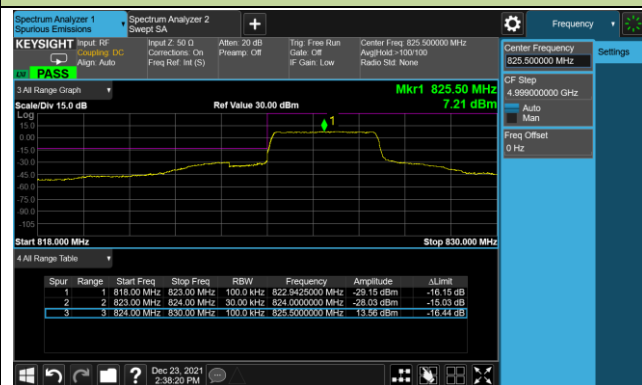 Spectrum Analyzer 1
Spurious Emissions
Spectrum Analyzer 2
Swept SA
+
Frequency
KEYSIGHT
Input: RF
Coupling: DC
Align: Auto
Input Z: 50 Ω
Corrections: On
Freq Ref: Int (S)
Atten: 20 dB
Preamp: Off
Trig: Free Run
Gate: Off
IF Gain: Low
Center Freq: 825.500000 MHz
Avg|Hold:>100/100
Radio Std: None
PASS
3 All Range Graph
Mkr1 825.50 MHz
Scale/Div 15.0 dB
Ref Value 30.00 dBm
7.21 dBm
Log
15.0
0.00
-15.0
-30.0
-45.0
-60.0
-75.0
-90.0
-105
1
Start 818.000 MHz
Stop 830.000 MHz
4 All Range Table
Spur Range Start Freq Stop Freq RBW Frequency Amplitude ΔLimit
1 1 818.00 MHz 823.00 MHz 100.0 kHz 822.9425000 MHz -29.15 dBm -16.15 dB
2 2 823.00 MHz 824.00 MHz 30.00 kHz 824.0000000 MHz -28.03 dBm -15.03 dB
3 3 824.00 MHz 830.00 MHz 100.0 kHz 825.5000000 MHz 13.56 dBm -16.44 dB
Center Frequency
825.500000 MHz
Settings
CF Step
4.999000000 GHz
Auto
Man
Freq Offset
0 Hz
?
Dec 23, 2021
2:38:20 PM